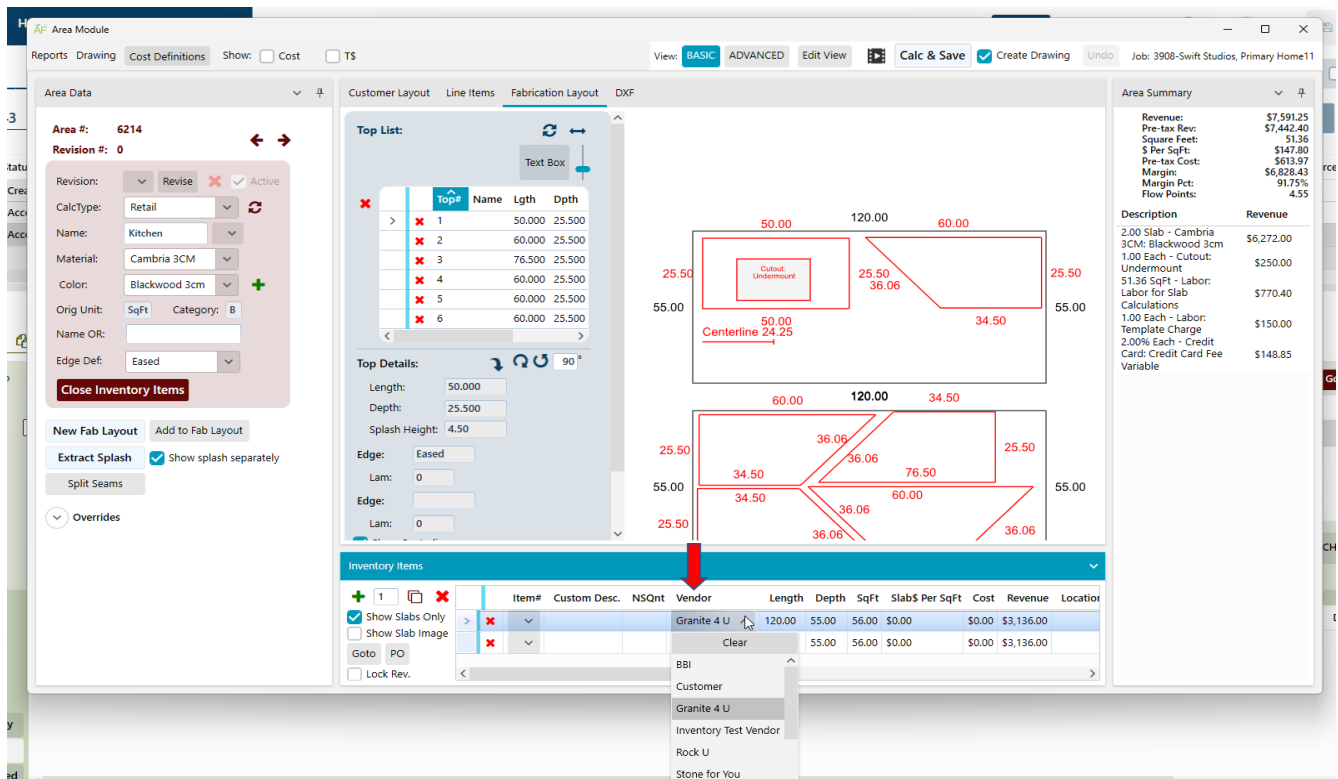 Area Module
Reports Drawing Cost Definitions Show: Cost T$ View: BASIC ADVANCED Edit View Calc & Save Create Drawing Undo Job: 3908-Swift Studios, Primary Home11
Area Data
Area #: 6214
Revision #: 0
Revision: Revise Active
CalcType: Retail
Name: Kitchen
Material: Cambria 3CM
Color: Blackwood 3cm
Orig Unit: SqFt Category: B
Name OR:
Edge Def: Eased
Close Inventory Items
New Fab Layout Add to Fab Layout
Extract Splash Show splash separately
Split Seams
Overrides
Customer Layout Line Items Fabrication Layout DXF
Top List:
Text Box
Top# Name Lgth Dpth
1 50.000 25.500
2 60.000 25.500
3 76.500 25.500
4 60.000 25.500
5 60.000 25.500
6 60.000 25.500
Top Details: 90°
Length: 50.000
Depth: 25.500
Splash Height: 4.50
Edge: Eased
Lam: 0
Edge:
Lam: 0
50.00 120.00 60.00
25.50 Cutout: 25.50 25.50
Undermount 36.06
55.00 55.00
50.00 34.50
Centerline 24.25
60.00 120.00 34.50
25.50 36.06 25.50
36.06
34.50 76.50
55.00 55.00
34.50 60.00
36.06
25.50 36.06 36.06
Area Summary
Revenue: $7,591.25
Pre-tax Rev: $7,442.40
Square Feet: 51.36
$ Per SqFt: $147.80
Pre-tax Cost: $613.97
Margin: $6,828.43
Margin Pct: 91.75%
Flow Points: 4.55
Description Revenue
2.00 Slab - Cambria
3CM: Blackwood 3cm $6,272.00
1.00 Each - Cutout:
Undermount $250.00
51.36 SqFt - Labor:
Labor for Slab $770.40
Calculations
1.00 Each - Labor:
Template Charge $150.00
2.00% Each - Credit
Card: Credit Card Fee $148.85
Variable
Inventory Items
1
Show Slabs Only
Show Slab Image
Goto PO
Lock Rev.
Item# Custom Desc. NSQnt Vendor Length Depth SqFt Slab$ Per SqFt Cost Revenue Location
Granite 4 U 120.00 55.00 56.00 $0.00 $0.00 $3,136.00
Clear 55.00 56.00 $0.00 $0.00 $3,136.00
BBI
Customer
Granite 4 U
Inventory Test Vendor
Rock U
Stone for You